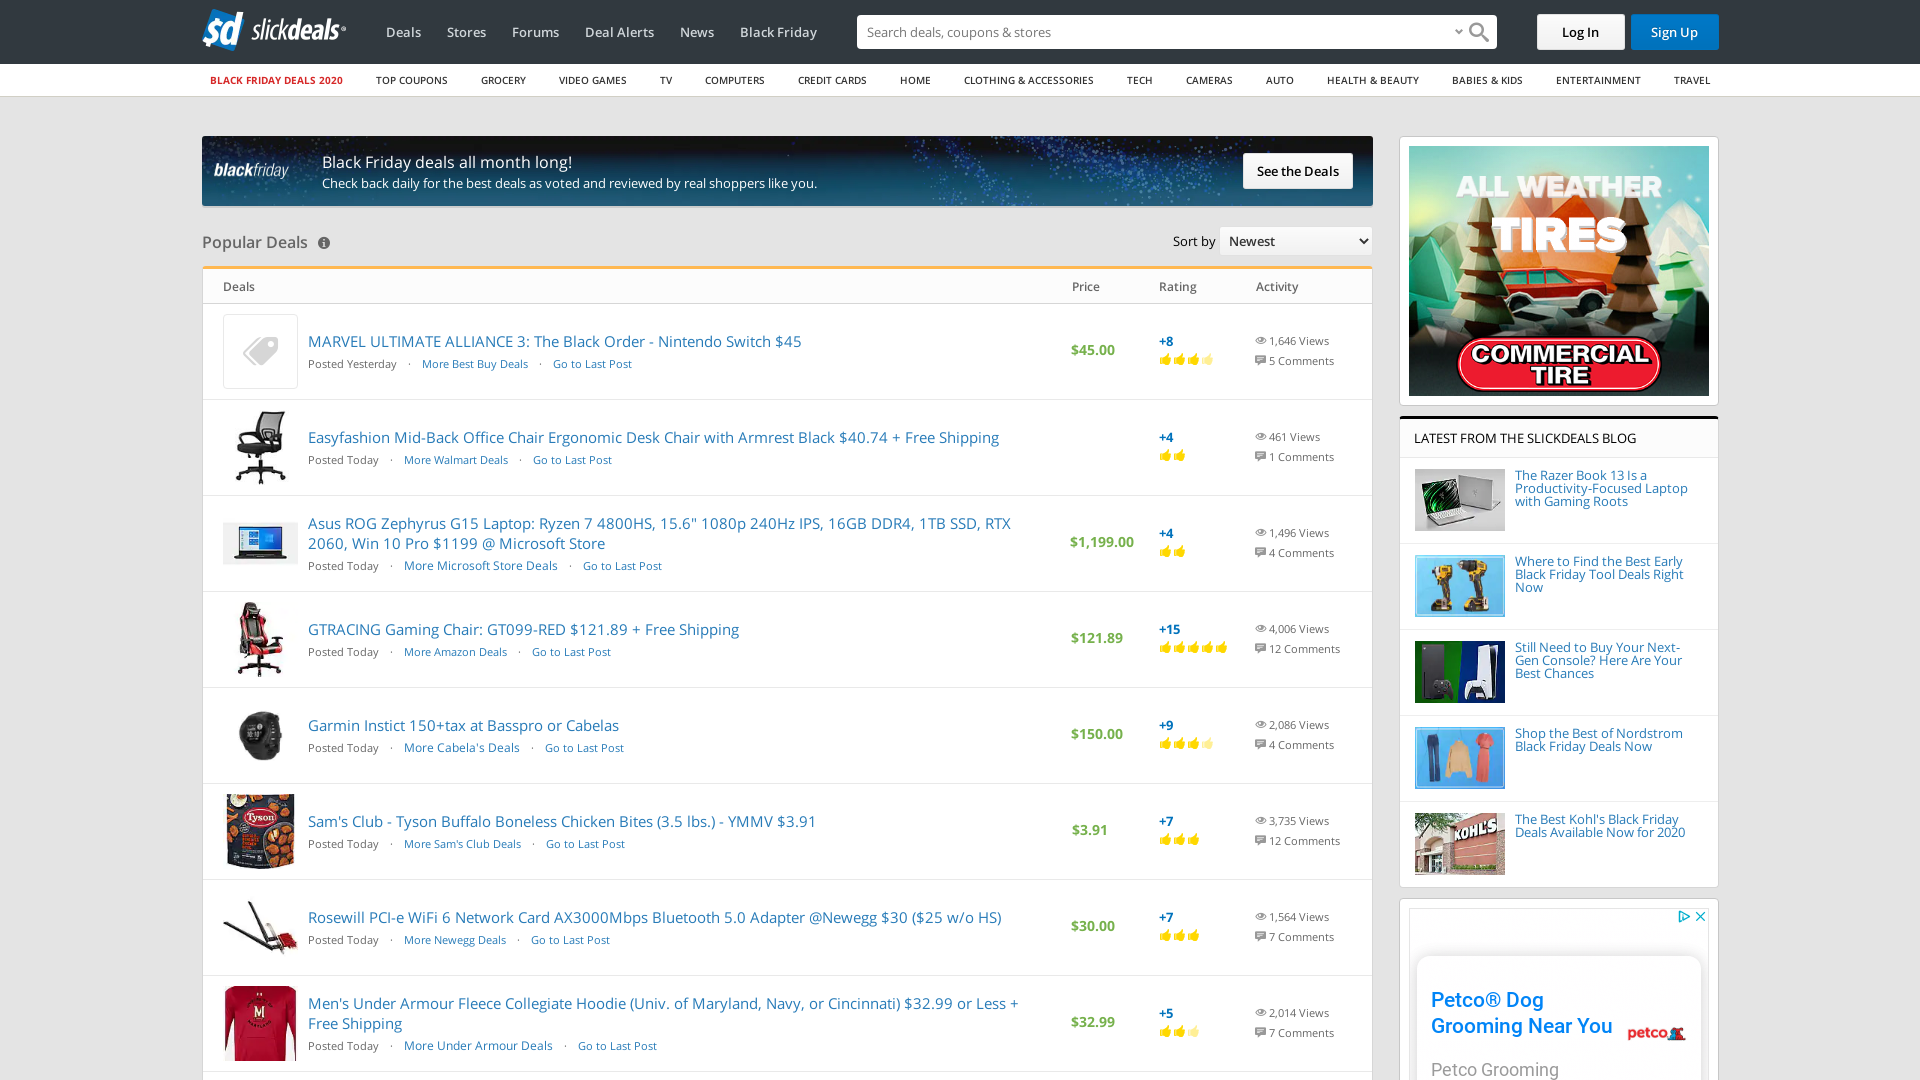 $d slickdeals
Deals
Stores
Forums
Deal Alerts
News
Black Friday
Search deals, coupons & stores
Log In
Sign Up
BLACK FRIDAY DEALS 2020
TOP COUPONS
GROCERY
VIDEO GAMES
TV
COMPUTERS
CREDIT CARDS
HOME
CLOTHING & ACCESSORIES
TECH
CAMERAS
AUTO
HEALTH & BEAUTY
BABIES & KIDS
ENTERTAINMENT
TRAVEL
blackfriday
Black Friday deals all month long!
Check back daily for the best deals as voted and reviewed by real shoppers like you.
See the Deals
Popular Deals
Sort by
Newest
Deals
Price
Rating
Activity
MARVEL ULTIMATE ALLIANCE 3: The Black Order - Nintendo Switch $45
Posted Yesterday · More Best Buy Deals · Go to Last Post
$45.00
+8
1,646 Views
5 Comments
Easyfashion Mid-Back Office Chair Ergonomic Desk Chair with Armrest Black $40.74 + Free Shipping
Posted Today · More Walmart Deals · Go to Last Post
+4
461 Views
1 Comments
Asus ROG Zephyrus G15 Laptop: Ryzen 7 4800HS, 15.6" 1080p 240Hz IPS, 16GB DDR4, 1TB SSD, RTX
2060, Win 10 Pro $1199 @ Microsoft Store
Posted Today · More Microsoft Store Deals · Go to Last Post
$1,199.00
+4
1,496 Views
4 Comments
GTRACING Gaming Chair: GT099-RED $121.89 + Free Shipping
Posted Today · More Amazon Deals · Go to Last Post
$121.89
+15
4,006 Views
12 Comments
Garmin Instict 150+tax at Basspro or Cabelas
Posted Today · More Cabela's Deals · Go to Last Post
$150.00
+9
2,086 Views
4 Comments
Tyson
Sam's Club - Tyson Buffalo Boneless Chicken Bites (3.5 lbs.) - YMMV $3.91
Posted Today · More Sam's Club Deals · Go to Last Post
$3.91
+7
3,735 Views
12 Comments
Rosewill PCI-e WiFi 6 Network Card AX3000Mbps Bluetooth 5.0 Adapter @Newegg $30 ($25 w/o HS)
Posted Today · More Newegg Deals · Go to Last Post
$30.00
+7
1,564 Views
7 Comments
M
Men's Under Armour Fleece Collegiate Hoodie (Univ. of Maryland, Navy, or Cincinnati) $32.99 or Less +
Free Shipping
Posted Today · More Under Armour Deals · Go to Last Post
$32.99
+5
2,014 Views
7 Comments
ALL WEATHER
TIRES
COMMERCIAL
TIRE
LATEST FROM THE SLICKDEALS BLOG
The Razer Book 13 Is a
Productivity-Focused Laptop
with Gaming Roots
Where to Find the Best Early
Black Friday Tool Deals Right
Now
Still Need to Buy Your Next-
Gen Console? Here Are Your
Best Chances
Shop the Best of Nordstrom
Black Friday Deals Now
KOHL'S
The Best Kohl's Black Friday
Deals Available Now for 2020
Petco® Dog
Grooming Near You
petco
Petco Grooming